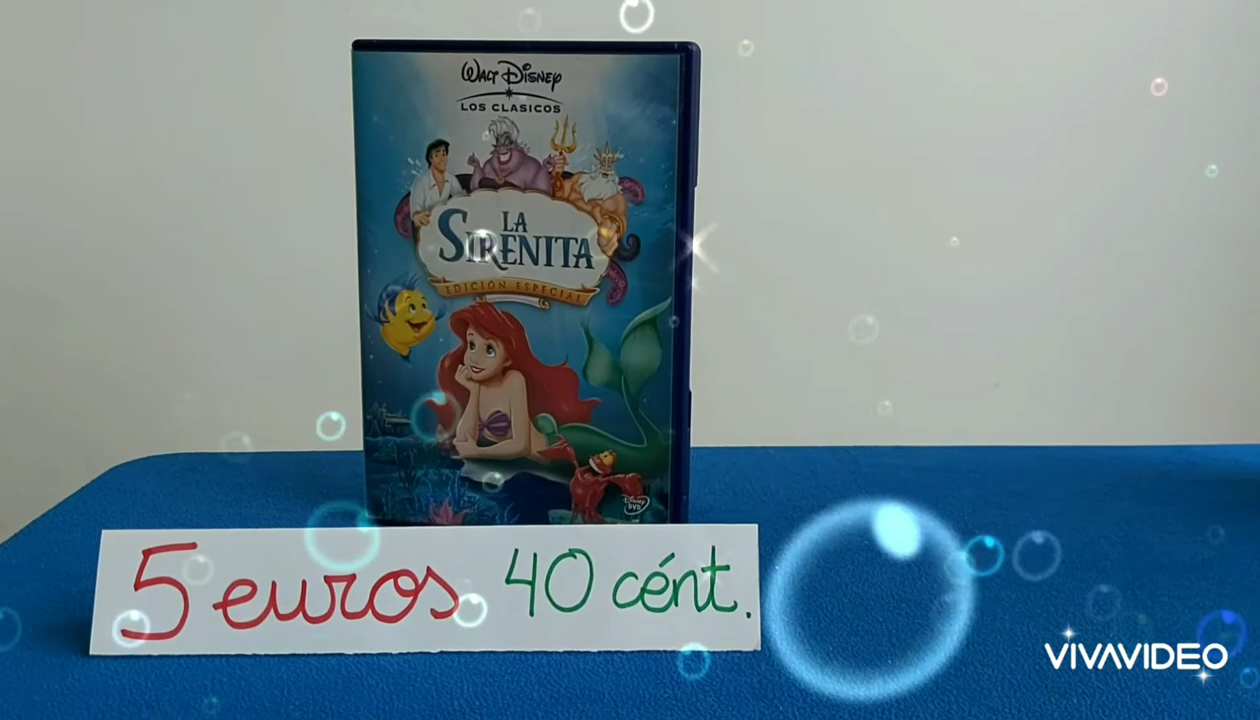 WALT DISNEY
LOS CLASICOS
LA
SIRENITA
EDICIÓN ESPECIAL
Disney
DVD
5 euros 40 cént.
VIVAVIDEO